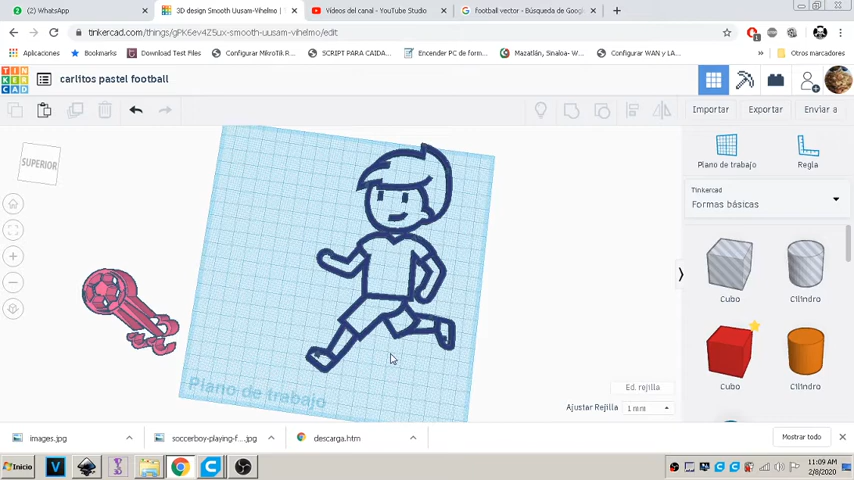 (2) WhatsApp
3D design Smooth Uusam-Vihelmo |
Videos del canal - YouTube Studio
football vector - Búsqueda de Goog
tinkercad.com/things/gPK6ev4Z5ux-smooth-uusam-vihelmo/edit
Aplicaciones
Bookmarks
Download Test Files
Configurar MikroTiK R...
SCRIPT PARA CAIDA...
Encender PC de form...
Mazatlán, Sinaloa, M...
Configurar WAN y LA...
Otros marcadores
TIN
KER
CAD
carlitos pastel football
Importar
Exportar
Enviar a
SUPERIOR
Plano de trabajo
Regla
Tinkercad
Formas básicas
Cubo
Cilindro
Cubo
Cilindro
Plano de trabajo
Ed. rejilla
Ajustar Rejilla
1 mm
images.jpg
soccerboy-playing-f....jpg
descarga.htm
Mostrar todo
Inicio
11:09 AM
2/8/2020